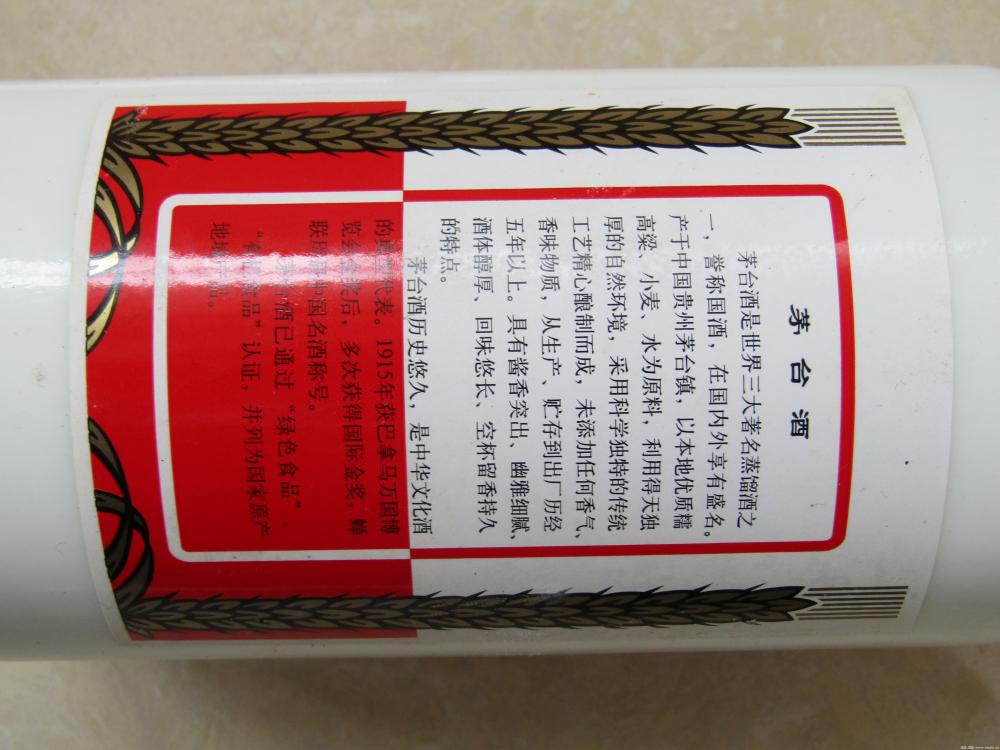 茅台酒
茅台酒是世界三大著名蒸馏酒之
一，誉称国酒，在国内外享有盛名。
产于中国贵州茅台镇，以本地优质糯
高粱、小麦、水为原料，利用得天独
厚的自然环境，采用科学独特的传统
工艺精心酿制而成，未添加任何香气、
香味物质，从生产、贮存到出厂历经
五年以上。具有酱香突出、幽雅细腻、
酒体醇厚、回味悠长、空杯留香持久
的特点。
茅台酒历史悠久，是中华文化酒
的典型代表。1915年获巴拿马万国博
览会金奖后，多次获得国际金奖，蝉
联历届中国名酒称号。
茅台酒已通过“绿色食品”、
“有机食品”认证，并列为国家原产
地域产品。